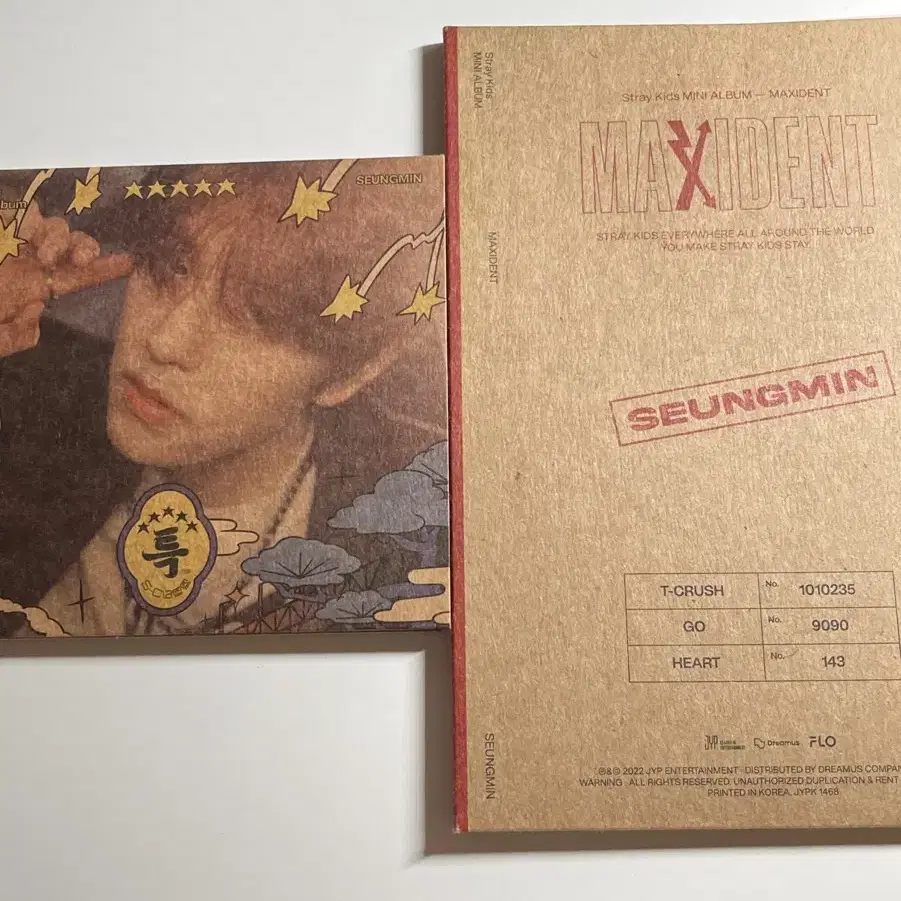 bum
SEUNGMIN
특
S-Class
Stray Kids
MINI ALBUM
MAXIDENT
SEUNGMIN
Stray Kids MINI ALBUM — MAXIDENT
MAXIDENT
STRAY KIDS EVERYWHERE ALL AROUND THE WORLD
YOU MAKE STRAY KIDS STAY.
SEUNGMIN
T-CRUSH No. 1010235
GO No. 9090
HEART No. 143
JYP ENTERTAINMENT Dreamus FLO
℗&© 2022 JYP ENTERTAINMENT · DISTRIBUTED BY DREAMUS COMPAN
WARNING - ALL RIGHTS RESERVED. UNAUTHORIZED DUPLICATION & RENT
PRINTED IN KOREA. JYPK 1468